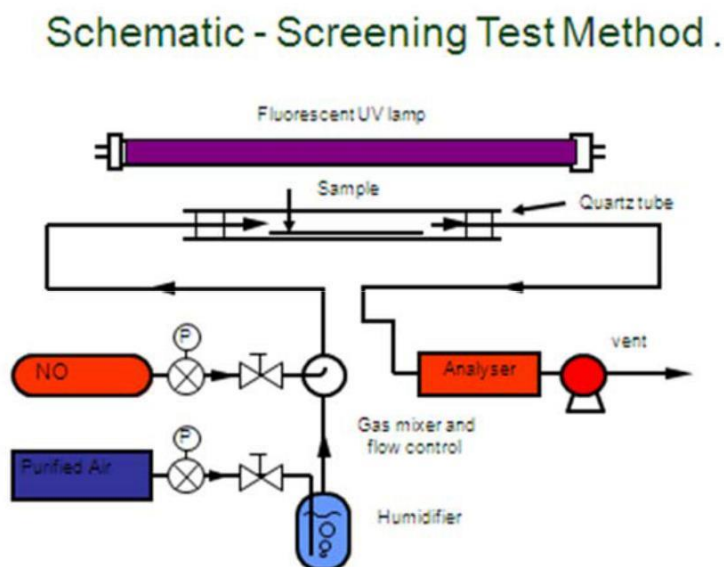 Schematic - Screening Test Method .
Fluorescent UV lamp
Sample
Quartz tube
P
NO
vent
Analyser
Gas mixer and
flow control
P
Purified Air
Humidifier